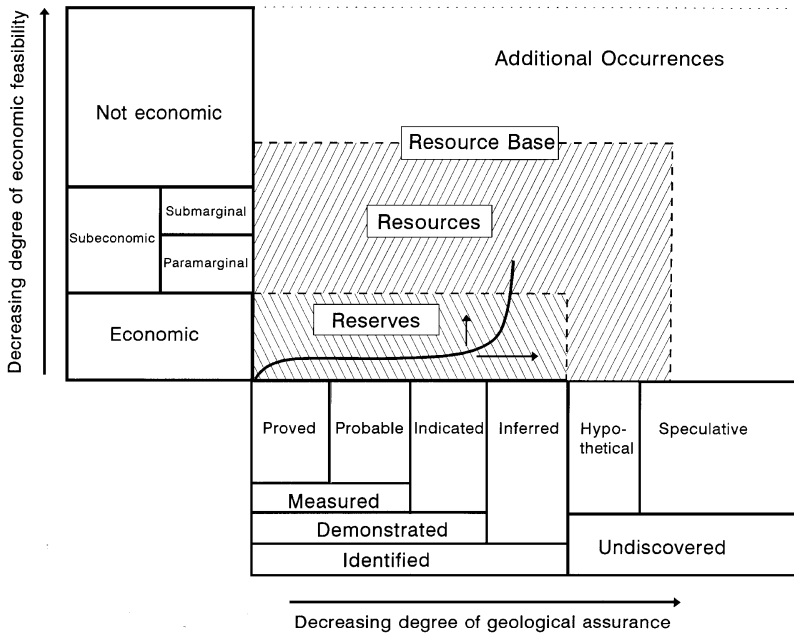 Decreasing degree of economic feasibility
Additional Occurrences
Not economic
Resource Base
Submarginal
Resources
Subeconomic
Paramarginal
Reserves
Economic
Proved
Probable
Indicated
Inferred
Hypo-
thetical
Speculative
Measured
Demonstrated
Undiscovered
Identified
Decreasing degree of geological assurance